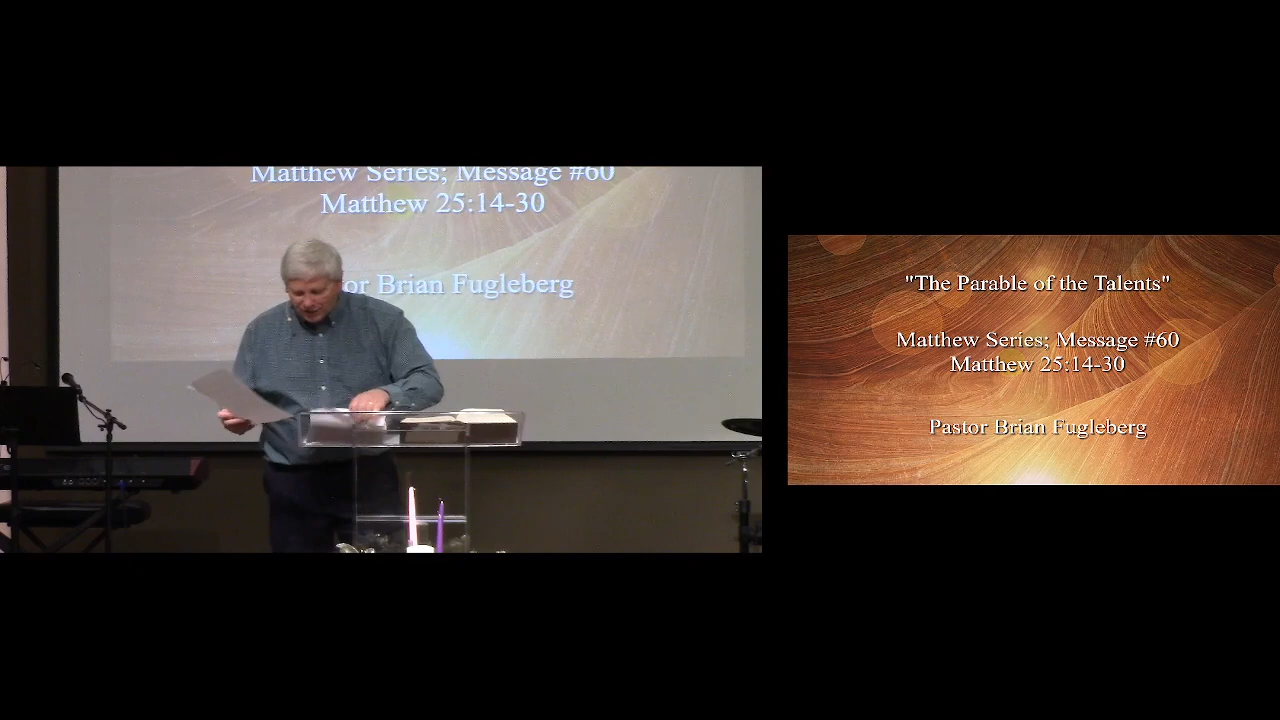 Matthew Series; Message #60
Matthew 25:14-30
tor Brian Fugleberg
"The Parable of the Talents"
Matthew Series; Message #60
Matthew 25:14-30
Pastor Brian Fugleberg